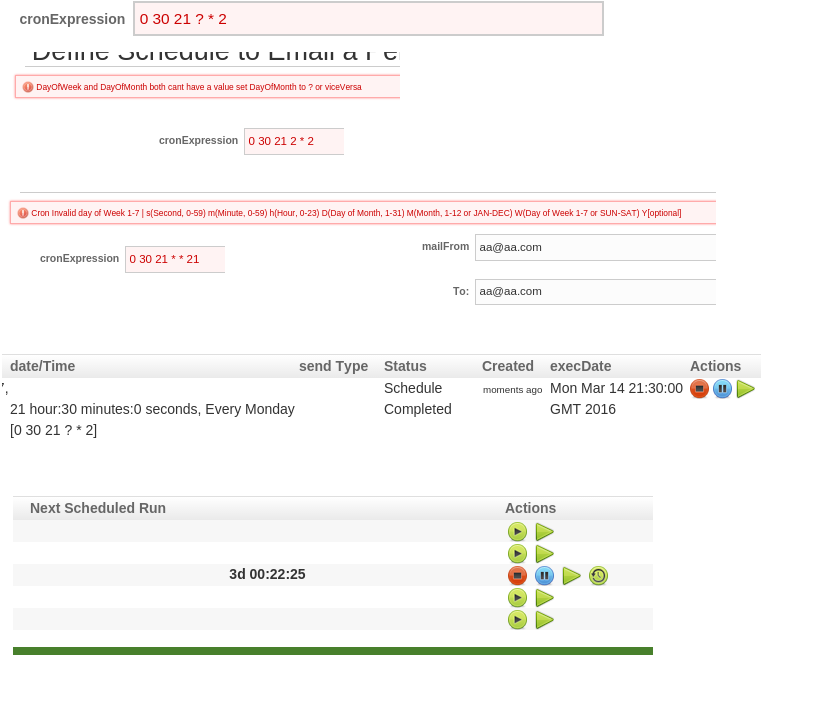 cronExpression 0 30 21 ? * 2
Define Schedule to Email a Pe
DayOfWeek and DayOfMonth both cant have a value set DayOfMonth to ? or viceVersa
cronExpression 0 30 21 2 * 2
Cron Invalid day of Week 1-7 | s(Second, 0-59) m(Minute, 0-59) h(Hour, 0-23) D(Day of Month, 1-31) M(Month, 1-12 or JAN-DEC) W(Day of Week 1-7 or SUN-SAT) Y[optional]
mailFrom aa@aa.com
cronExpression 0 30 21 * * 21
To: aa@aa.com
date/Time send Type Status Created execDate Actions
, Schedule moments ago Mon Mar 14 21:30:00
21 hour:30 minutes:0 seconds, Every Monday Completed GMT 2016
[0 30 21 ? * 2]
Next Scheduled Run Actions
3d 00:22:25